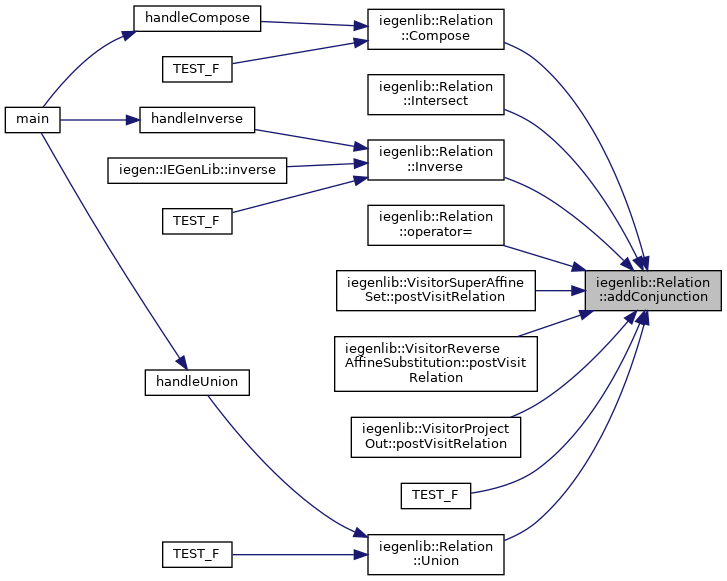 handleCompose
iegenlib::Relation
::Compose
TEST_F
iegenlib::Relation
::Intersect
main
handleInverse
iegenlib::Relation
::Inverse
iegen::IEGenLib::inverse
TEST_F
iegenlib::Relation
::operator=
iegenlib::VisitorSuperAffine
Set::postVisitRelation
iegenlib::Relation
::addConjunction
iegenlib::VisitorReverse
AffineSubstitution::postVisit
Relation
handleUnion
iegenlib::VisitorProject
Out::postVisitRelation
TEST_F
iegenlib::Relation
::Union
TEST_F